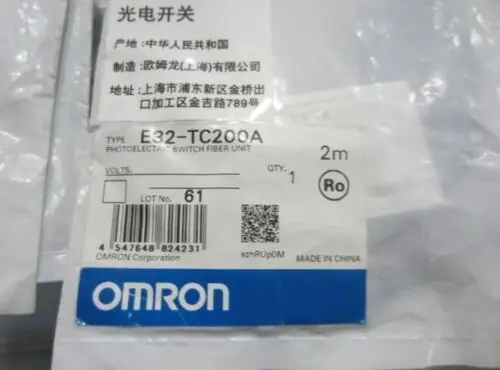 光电开关
产地：中华人民共和国
制造：欧姆龙(上海)有限公司
地址：上海市浦东新区金桥出
口加工区金吉路789号
TYPE E32-TC200A
PHOTOELECTRIC SWITCH FIBER UNIT
2m
VOLTS.
QTY. 1
Ro
LOT No. 61
4 547648 824231
sznRUp0M
OMRON Corporation
MADE IN CHINA
OMRON